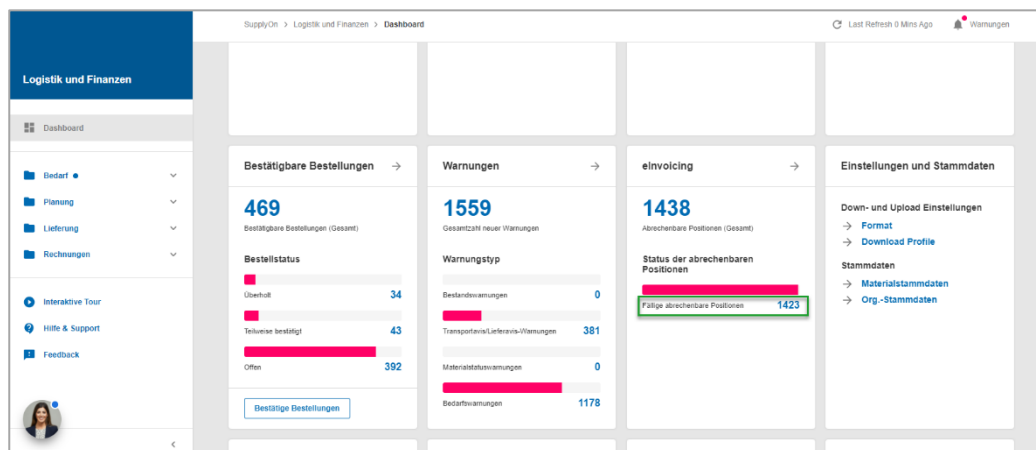 SupplyOn > Logistik und Finanzen > Dashboard
Last Refresh 0 Mins Ago
Warnungen
Logistik und Finanzen
Dashboard
Bedarf
Planung
Lieferung
Rechnungen
Interaktive Tour
Hilfe & Support
Feedback
Bestätigbare Bestellungen
469
Bestätigbare Bestellungen (Gesamt)
Bestellstatus
Überholt 34
Teilweise bestätigt 43
Offen 392
Bestätige Bestellungen
Warnungen
1559
Gesamtzahl neuer Warnungen
Warnungstyp
Bestandswarnungen 0
Transportavis/Lieferavis-Warnungen 381
Materialstatuswarnungen 0
Bedarfswarnungen 1178
eInvoicing
1438
Abrechenbare Positionen (Gesamt)
Status der abrechenbaren
Positionen
Fällige abrechenbare Positionen 1423
Einstellungen und Stammdaten
Down- und Upload Einstellungen
Format
Download Profile
Stammdaten
Materialstammdaten
Org.-Stammdaten